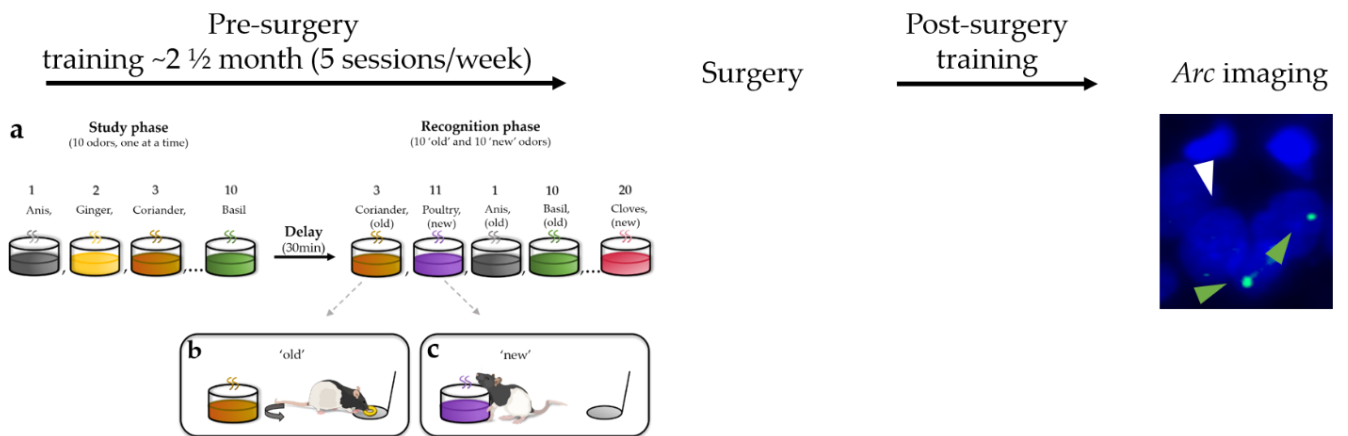 Pre-surgery
training ~2 ½ month (5 sessions/week)
Surgery
Post-surgery
training
Arc imaging
a
Study phase
(10 odors, one at a time)
1 2 3 10
Anis, Ginger, Coriander, Basil
, , ,...
Delay
(30min)
Recognition phase
(10 'old' and 10 'new' odors)
3 11 1 10 20
Coriander, Poultry, Anis, Basil, Cloves,
(old) (new) (old) (old) (new)
, , , ,...
b 'old'
c 'new'